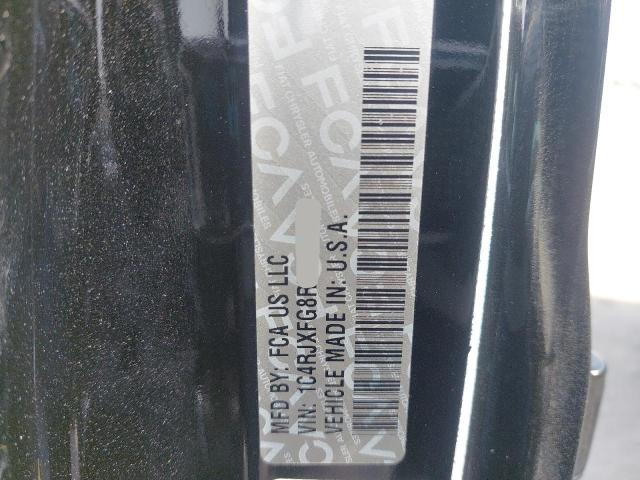 MFD BY: FCA US LLC
VIN: 1C4RJXFG8R
VEHICLE MADE IN: U.S.A.